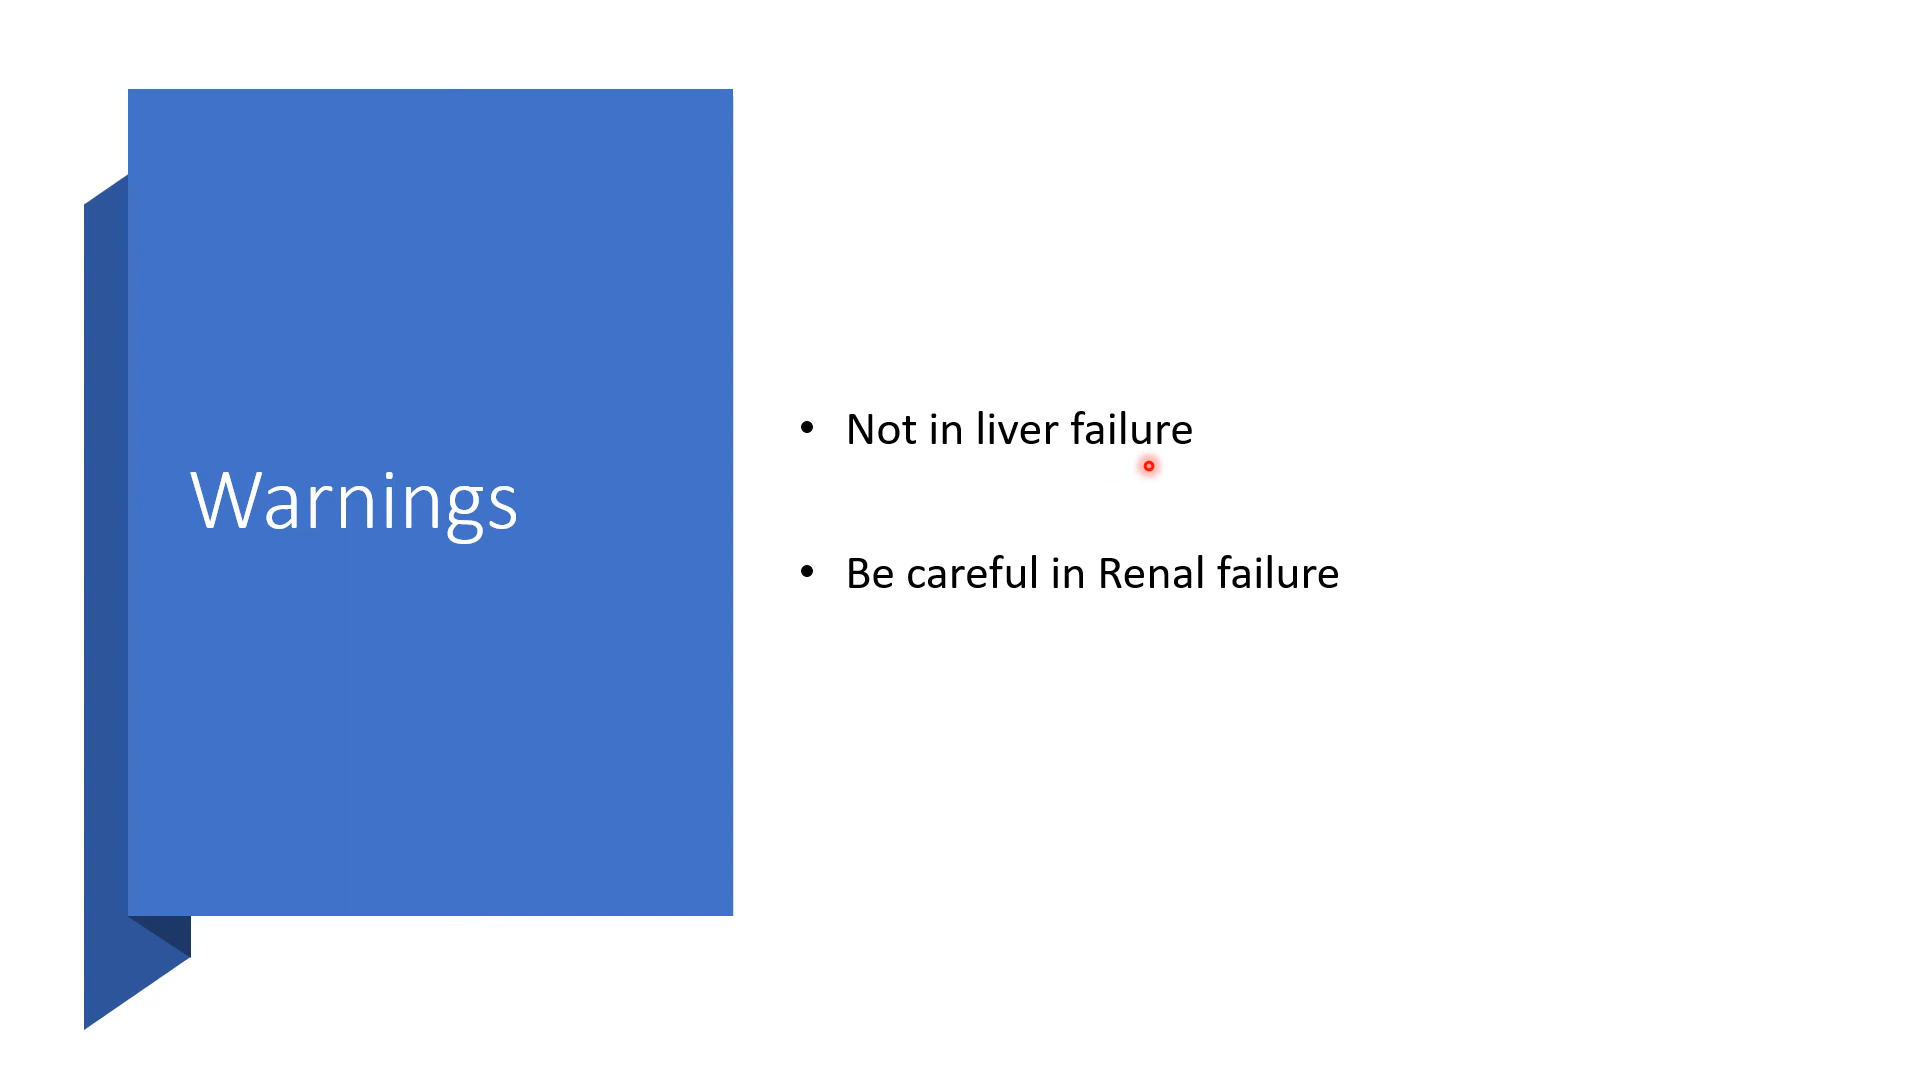 Warnings
• Not in liver failure
• Be careful in Renal failure